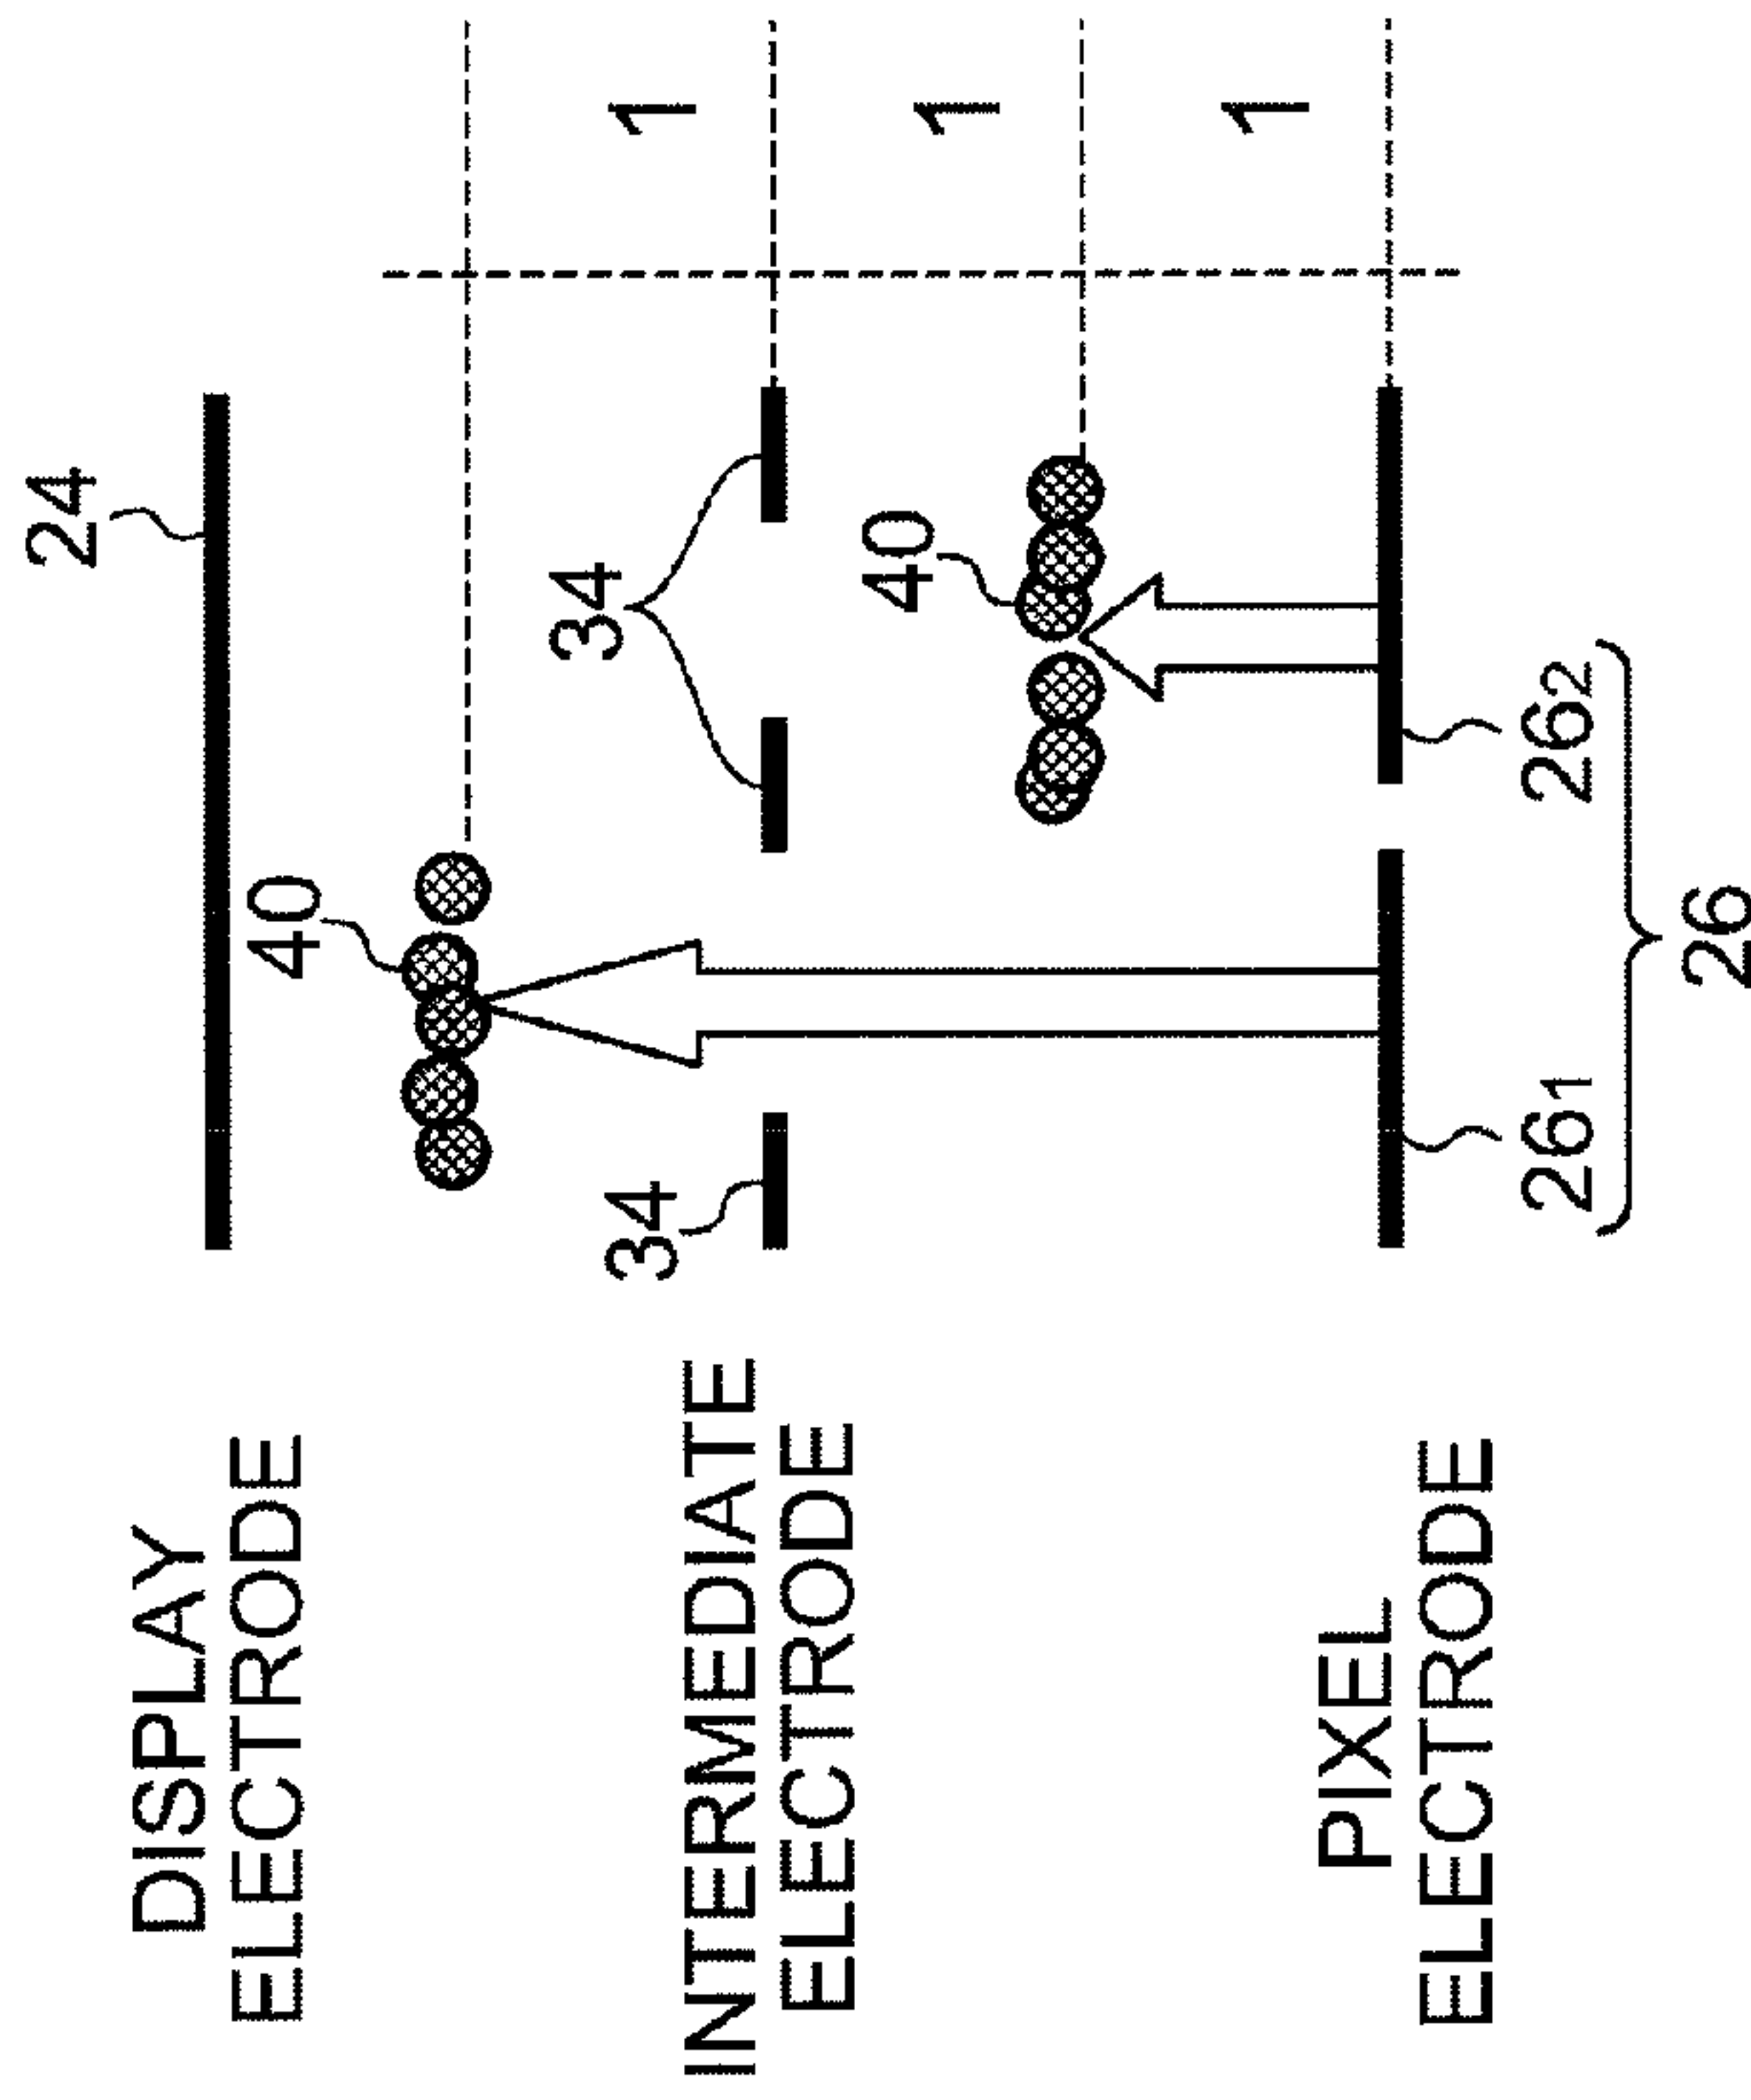 24
DISPLAY
ELECTRODE
40
34
34
1
INTERMEDIATE
ELECTRODE
40
1
1
PIXEL
ELECTRODE
26₁
26₂
26